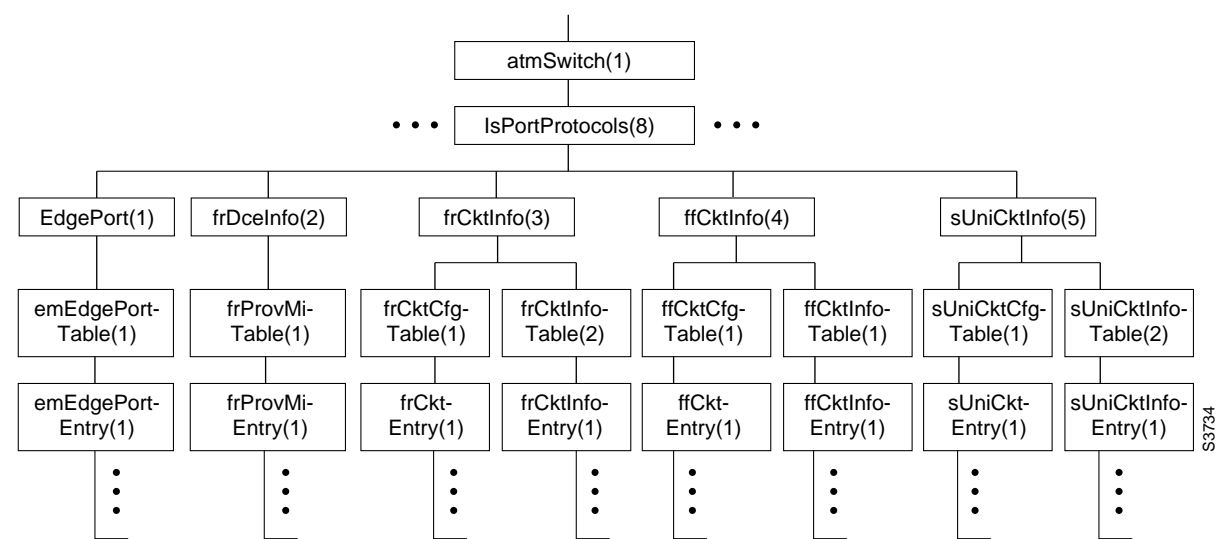 atmSwitch(1)
lsPortProtocols(8)
EdgePort(1)
frDceInfo(2)
frCktInfo(3)
ffCktInfo(4)
sUniCktInfo(5)
emEdgePort-
Table(1)
frProvMi-
Table(1)
frCktCfg-
Table(1)
frCktInfo-
Table(2)
ffCktCfg-
Table(1)
ffCktInfo-
Table(1)
sUniCktCfg-
Table(1)
sUniCktInfo-
Table(2)
emEdgePort-
Entry(1)
frProvMi-
Entry(1)
frCkt-
Entry(1)
frCktInfo-
Entry(1)
ffCkt-
Entry(1)
ffCktInfo-
Entry(1)
sUniCkt-
Entry(1)
sUniCktInfo-
Entry(1)
S3734